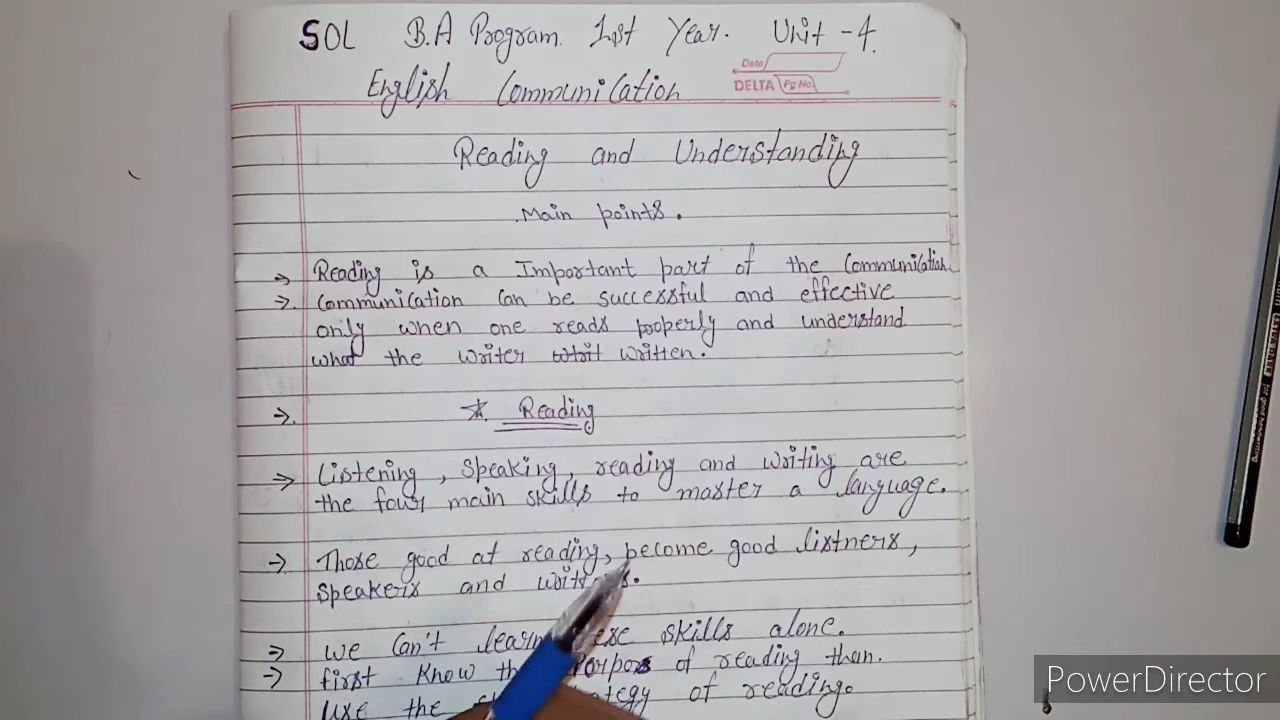 SOL B.A Program 1st Year. Unit -4.
Date
English Communication
DELTA Pg No.
Reading and Understanding
Main points.
→ Reading is a Important part of the Communication
→ Communication Can be successful and effective
only when one reads properly and understand
what the writer written.
→ * Reading
→ Listening, Speaking, reading and writing are
the four main skills to master a language.
→ Those good at reading, become good listners,
speakers and
→ We Can't learn skills alone.
→ first Know of reading than.
use the of reading.
PowerDirector